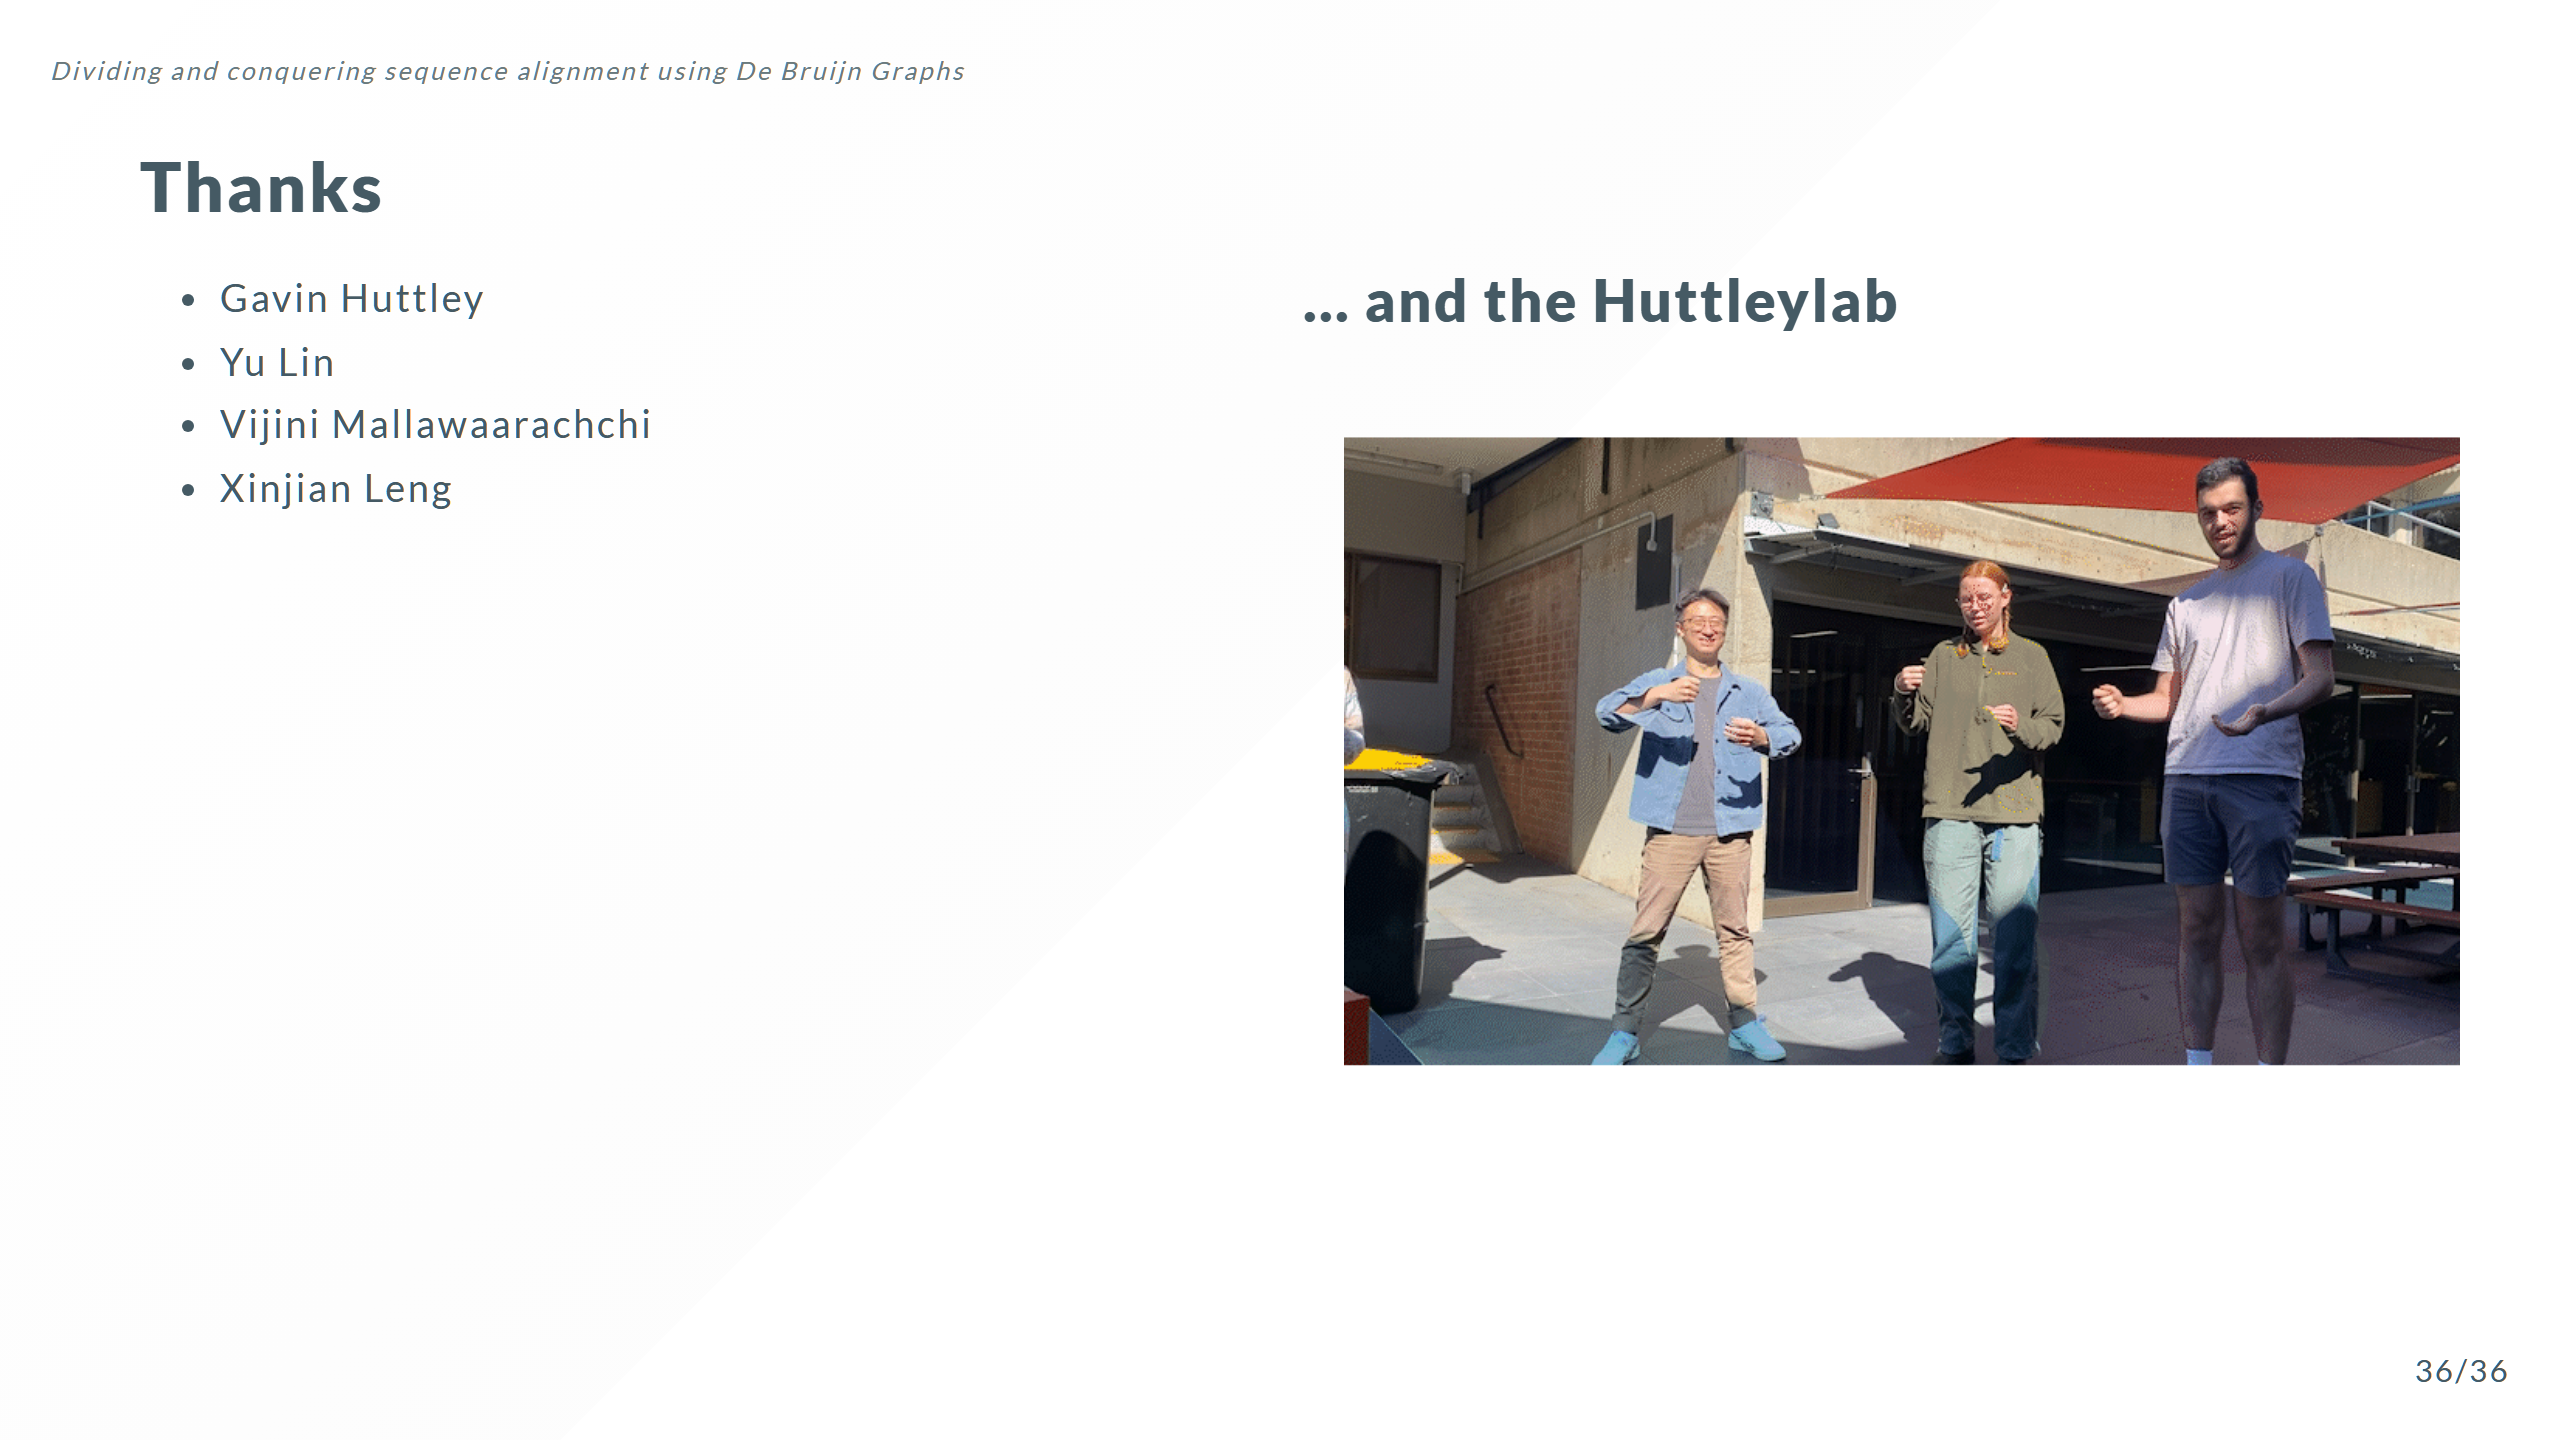 Dividing and conquering sequence alignment using De Bruijn Graphs
Thanks
• Gavin Huttley
• Yu Lin
• Vijini Mallawaarachchi
• Xinjian Leng
... and the Huttleylab
36/36